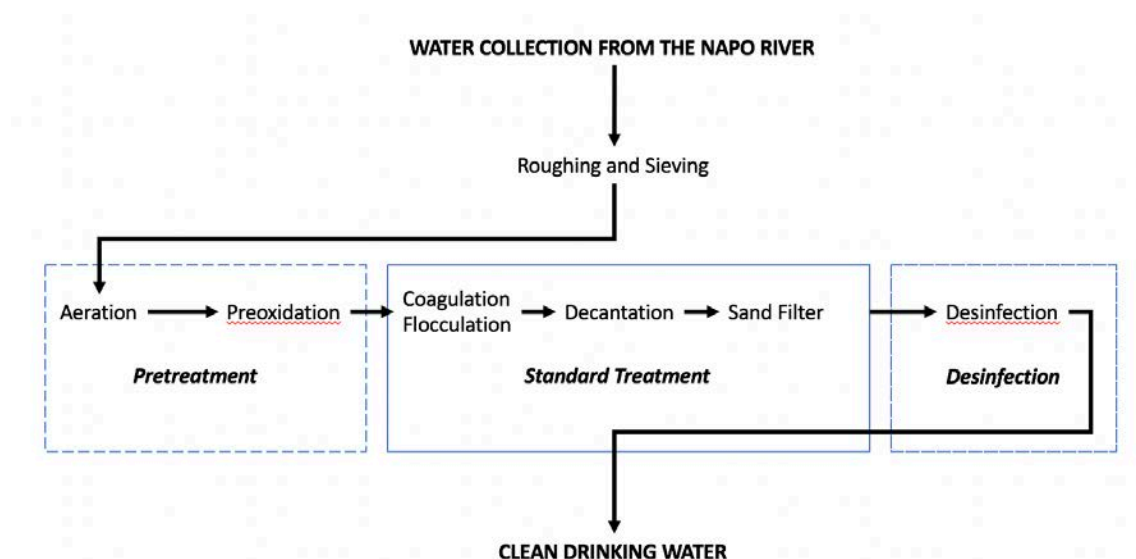 WATER COLLECTION FROM THE NAPO RIVER
Roughing and Sieving
Aeration
Preoxidation
Coagulation
Flocculation
Decantation
Sand Filter
Desinfection
Pretreatment
Standard Treatment
Desinfection
CLEAN DRINKING WATER